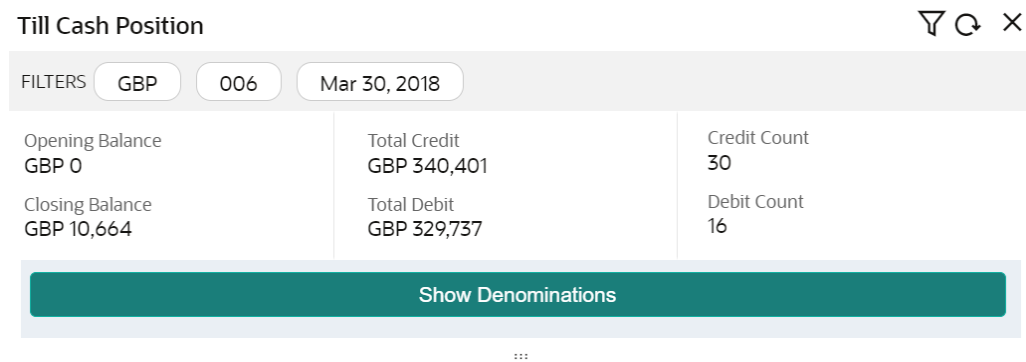 Till Cash Position
FILTERS GBP 006 Mar 30, 2018
Opening Balance
GBP 0
Closing Balance
GBP 10,664
Total Credit
GBP 340,401
Total Debit
GBP 329,737
Credit Count
30
Debit Count
16
Show Denominations